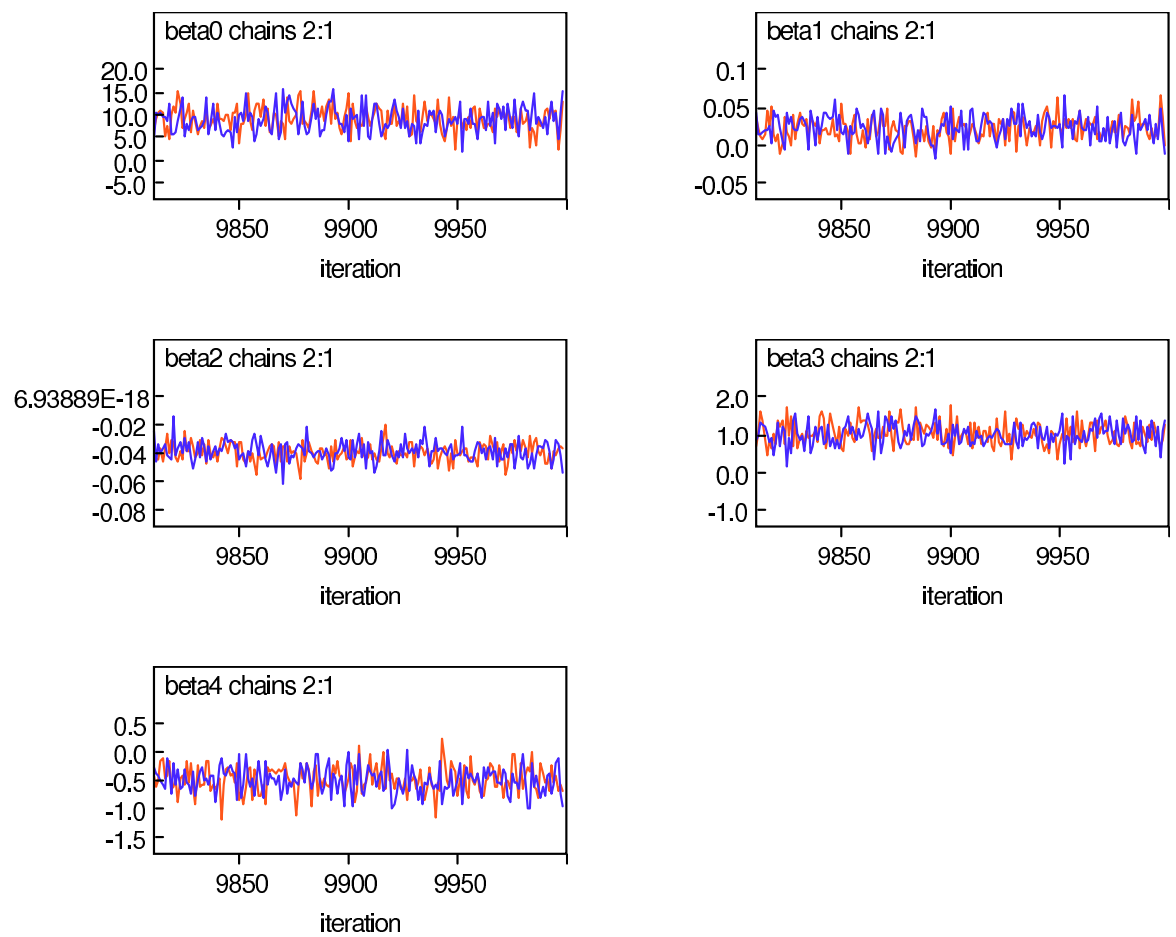 beta0 chains 2:1
20.0
15.0
10.0
5.0
0.0
-5.0
9850 9900 9950
iteration
beta1 chains 2:1
0.1
0.05
0.0
-0.05
9850 9900 9950
iteration
beta2 chains 2:1
6.93889E-18
-0.02
-0.04
-0.06
-0.08
9850 9900 9950
iteration
beta3 chains 2:1
2.0
1.0
0.0
-1.0
9850 9900 9950
iteration
beta4 chains 2:1
0.5
0.0
-0.5
-1.0
-1.5
9850 9900 9950
iteration